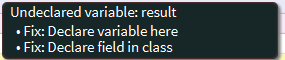 Undeclared variable: result
• Fix: Declare variable here
• Fix: Declare field in class